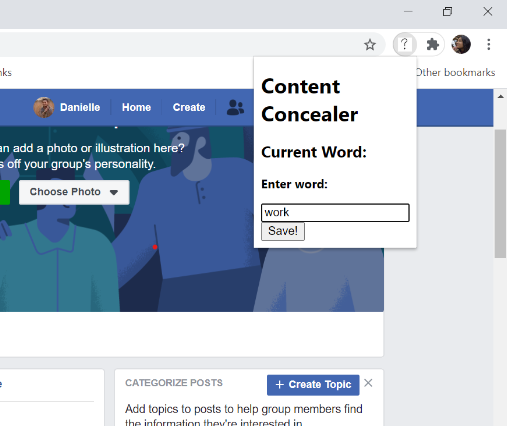 nks
Other bookmarks
Content
Concealer
Current Word:
Enter word:
work
Save!
Danielle
Home
Create
an add a photo or illustration here?
s off your group's personality.
Choose Photo
CATEGORIZE POSTS
+ Create Topic
Add topics to posts to help group members find
the information they're interested in